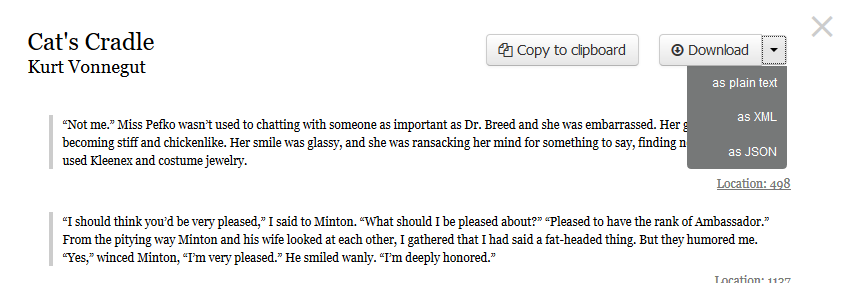 Cat's Cradle
Kurt Vonnegut
Copy to clipboard
Download
as plain text
as XML
as JSON
“Not me.” Miss Pefko wasn’t used to chatting with someone as important as Dr. Breed and she was embarrassed. Her
becoming stiff and chickenlike. Her smile was glassy, and she was ransacking her mind for something to say, finding
used Kleenex and costume jewelry.
Location: 498
“I should think you’d be very pleased,” I said to Minton. “What should I be pleased about?” “Pleased to have the rank of Ambassador.”
From the pitying way Minton and his wife looked at each other, I gathered that I had said a fat-headed thing. But they humored me.
“Yes,” winced Minton, “I’m very pleased.” He smiled wanly. “I’m deeply honored.”
Location: 1137